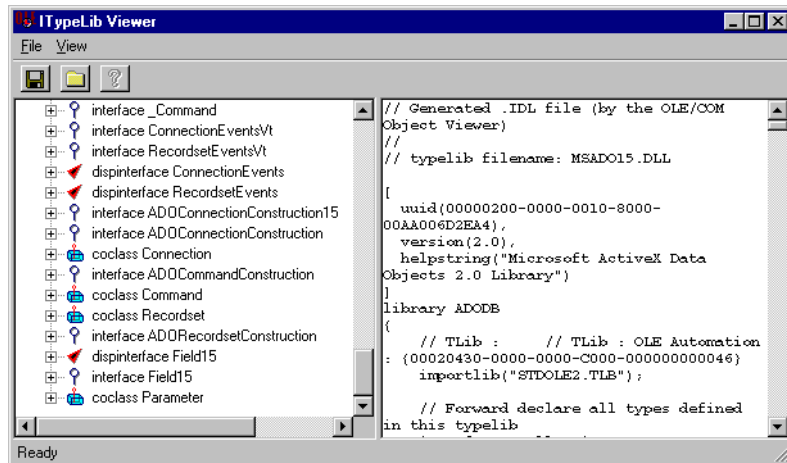 ITypeLib Viewer
File View
interface _Command
interface ConnectionEventsVt
interface RecordsetEventsVt
dispinterface ConnectionEvents
dispinterface RecordsetEvents
interface ADOConnectionConstruction15
interface ADOConnectionConstruction
coclass Connection
interface ADOCommandConstruction
coclass Command
coclass Recordset
interface ADORecordsetConstruction
dispinterface Field15
interface Field15
coclass Parameter
// Generated .IDL file (by the OLE/COM
Object Viewer)
//
// typelib filename: MSADO15.DLL
[
uuid(00000200-0000-0010-8000-
00AA006D2EA4),
version(2.0),
helpstring("Microsoft ActiveX Data
Objects 2.0 Library")
]
library ADODB
{
// TLib :     // TLib : OLE Automation
: {00020430-0000-0000-C000-000000000046}
importlib("STDOLE2.TLB");
// Forward declare all types defined
in this typelib
Ready